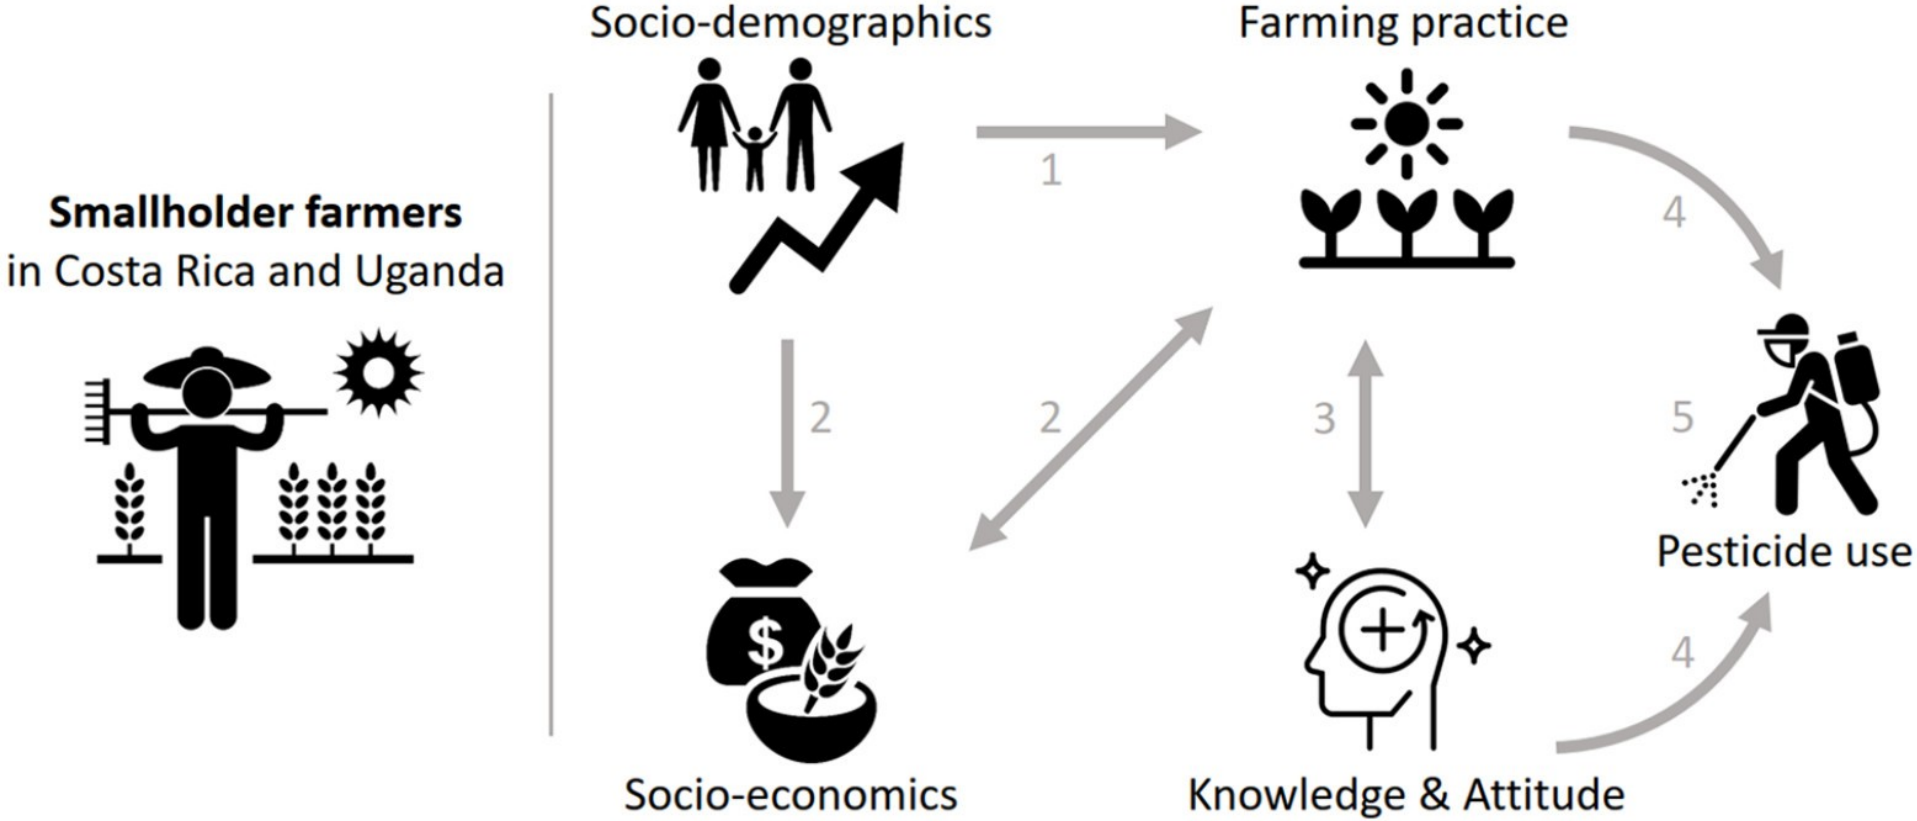 Smallholder farmers
in Costa Rica and Uganda
Socio-demographics
Farming practice
1
4
2
2
3
5
$
Pesticide use
4
Socio-economics
Knowledge & Attitude